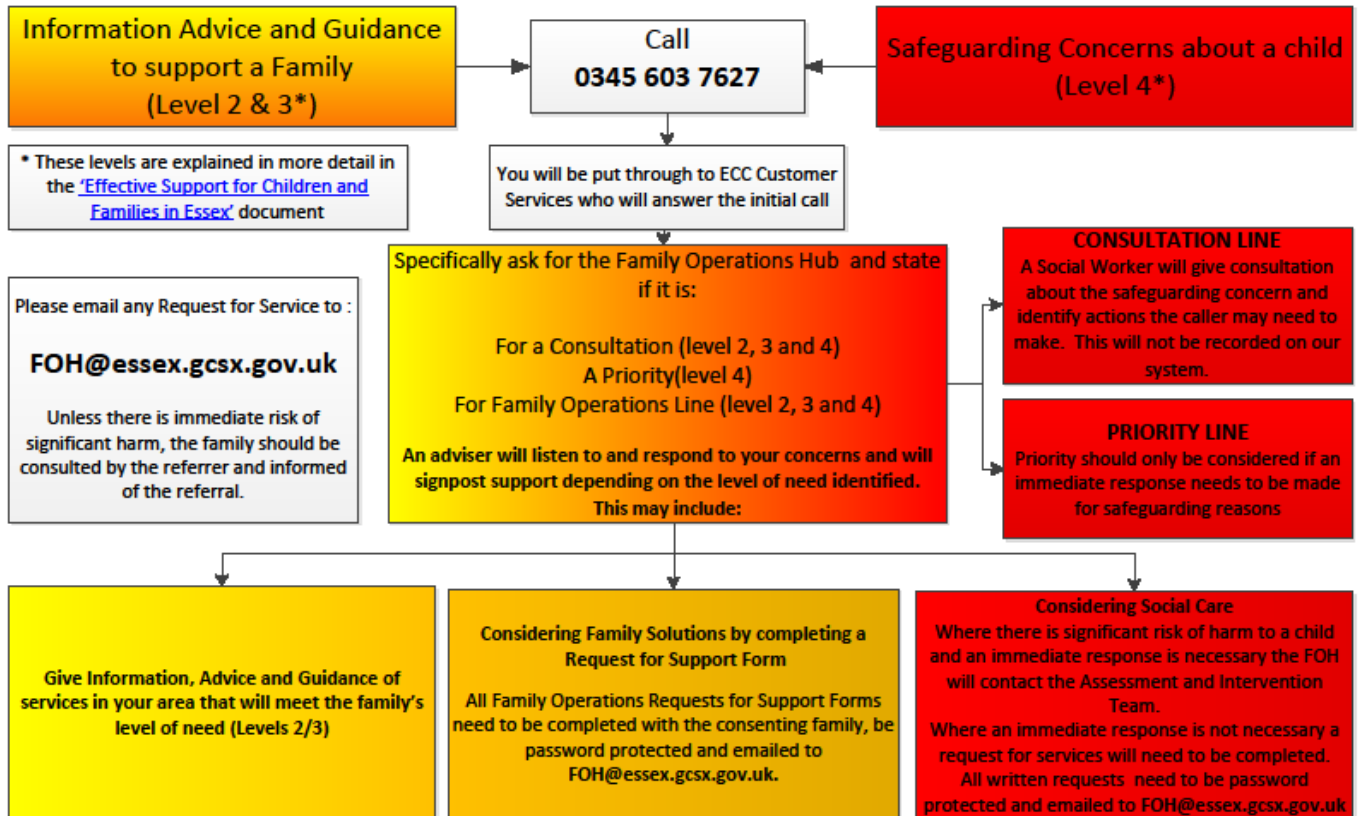 Information Advice and Guidance
to support a Family
(Level 2 & 3*)
Call
0345 603 7627
Safeguarding Concerns about a child
(Level 4*)
* These levels are explained in more detail in
the 'Effective Support for Children and
Families in Essex' document
You will be put through to ECC Customer
Services who will answer the initial call
Please email any Request for Service to :
FOH@essex.gcsx.gov.uk
Unless there is immediate risk of
significant harm, the family should be
consulted by the referrer and informed
of the referral.
Specifically ask for the Family Operations Hub and state
if it is:
For a Consultation (level 2, 3 and 4)
A Priority(level 4)
For Family Operations Line (level 2, 3 and 4)
An adviser will listen to and respond to your concerns and will
signpost support depending on the level of need identified.
This may include:
CONSULTATION LINE
A Social Worker will give consultation
about the safeguarding concern and
identify actions the caller may need to
make. This will not be recorded on our
system.
PRIORITY LINE
Priority should only be considered if an
immediate response needs to be made
for safeguarding reasons
Give Information, Advice and Guidance of
services in your area that will meet the family's
level of need (Levels 2/3)
Considering Family Solutions by completing a
Request for Support Form
All Family Operations Requests for Support Forms
need to be completed with the consenting family, be
password protected and emailed to
FOH@essex.gcsx.gov.uk.
Considering Social Care
Where there is significant risk of harm to a child
and an immediate response is necessary the FOH
will contact the Assessment and Intervention
Team.
Where an immediate response is not necessary a
request for services will need to be completed.
All written requests need to be password
protected and emailed to FOH@essex.gcsx.gov.uk